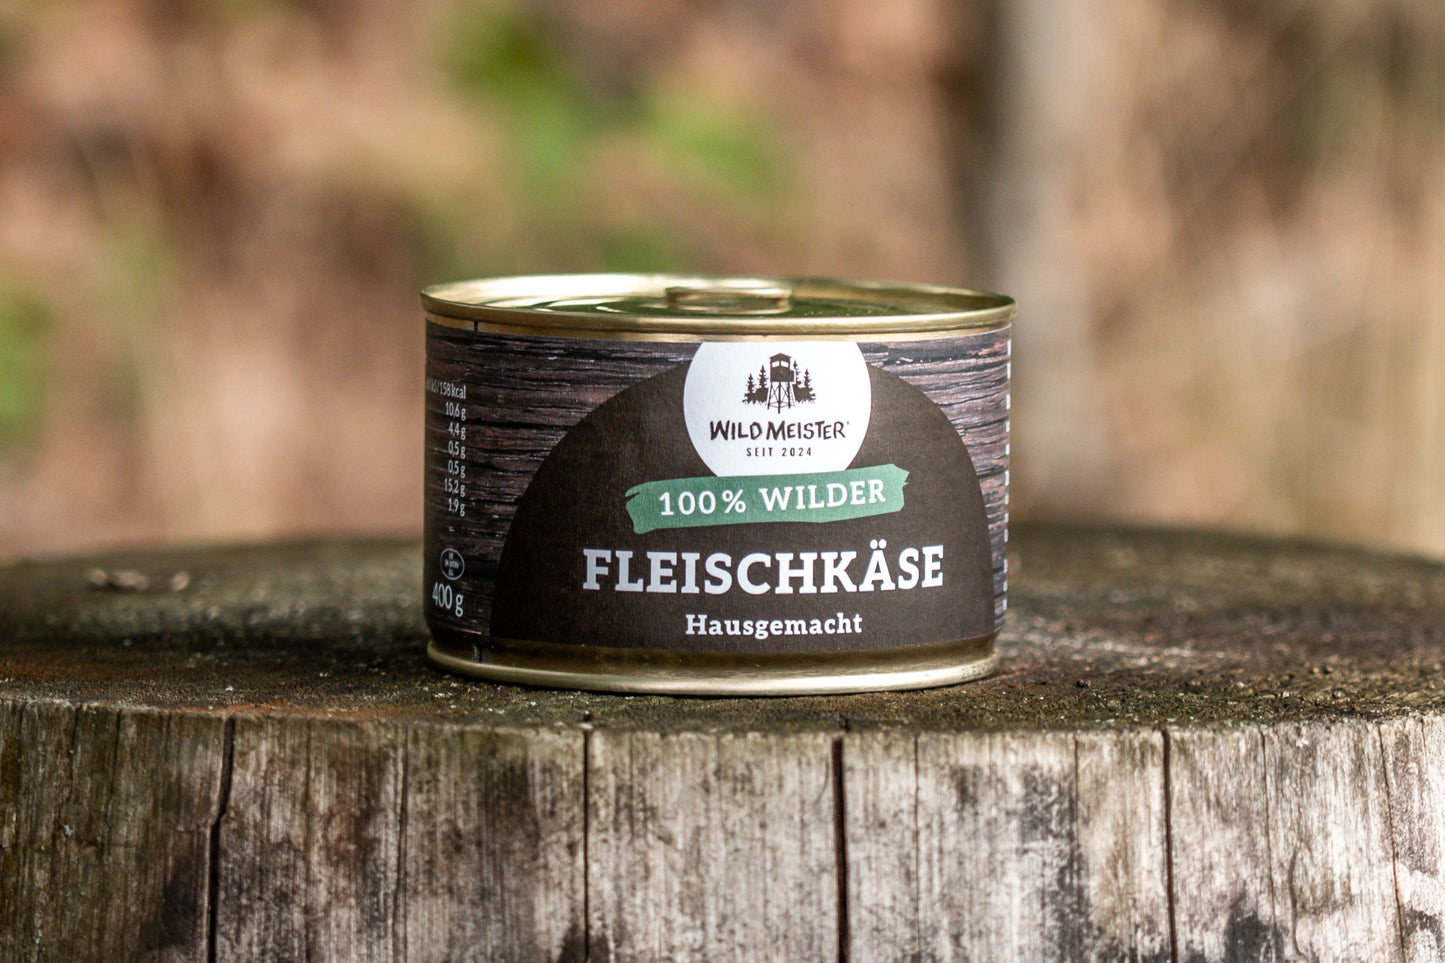 WILD MEISTER®
SEIT 2024
100% WILDER
FLEISCHKÄSE
Hausgemacht
/158 kcal
10,6 g
4,4 g
0,5 g
0,5 g
15,2 g
1,9 g
400 g